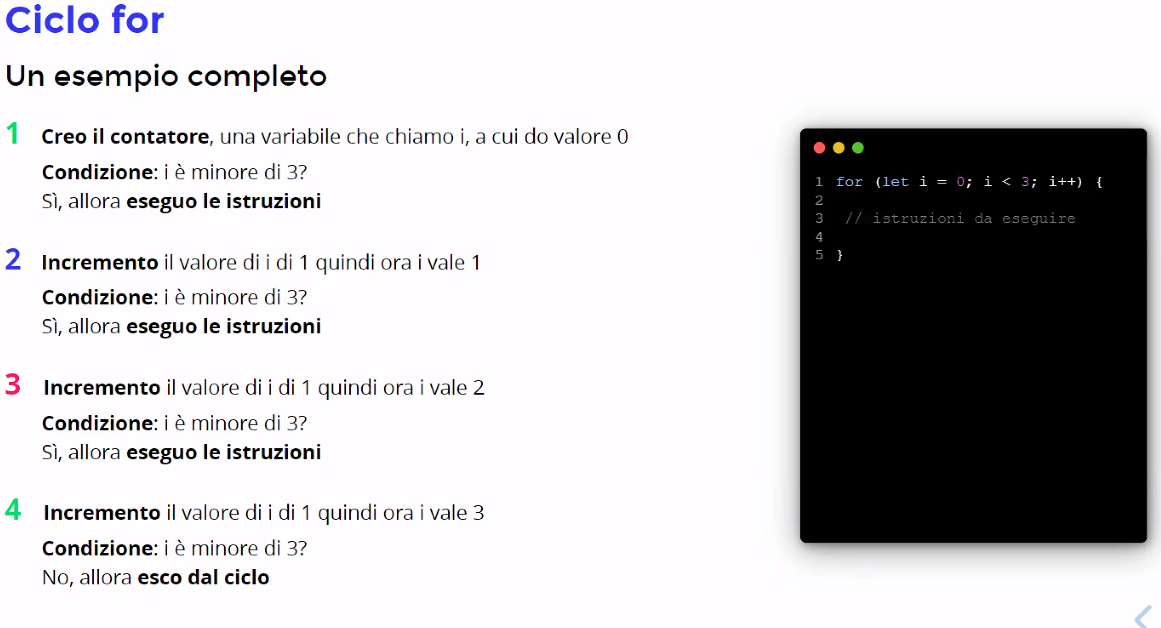 Ciclo for
Un esempio completo
1 Creo il contatore, una variabile che chiamo i, a cui do valore 0
Condizione: i è minore di 3?
Sì, allora eseguo le istruzioni
2 Incremento il valore di i di 1 quindi ora i vale 1
Condizione: i è minore di 3?
Sì, allora eseguo le istruzioni
3 Incremento il valore di i di 1 quindi ora i vale 2
Condizione: i è minore di 3?
Sì, allora eseguo le istruzioni
4 Incremento il valore di i di 1 quindi ora i vale 3
Condizione: i è minore di 3?
No, allora esco dal ciclo
1 for (let i = 0; i < 3; i++) {
2
3 // istruzioni da eseguire
4
5 }